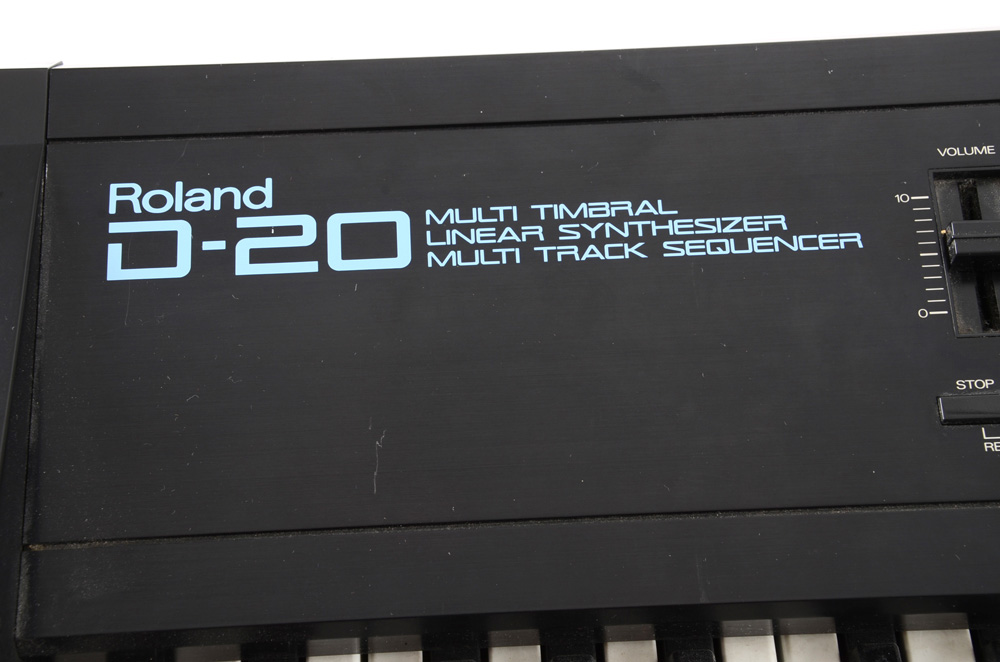 Roland
D-20
MULTI TIMBRAL
LINEAR SYNTHESIZER
MULTI TRACK SEQUENCER
VOLUME
10
0
STOP